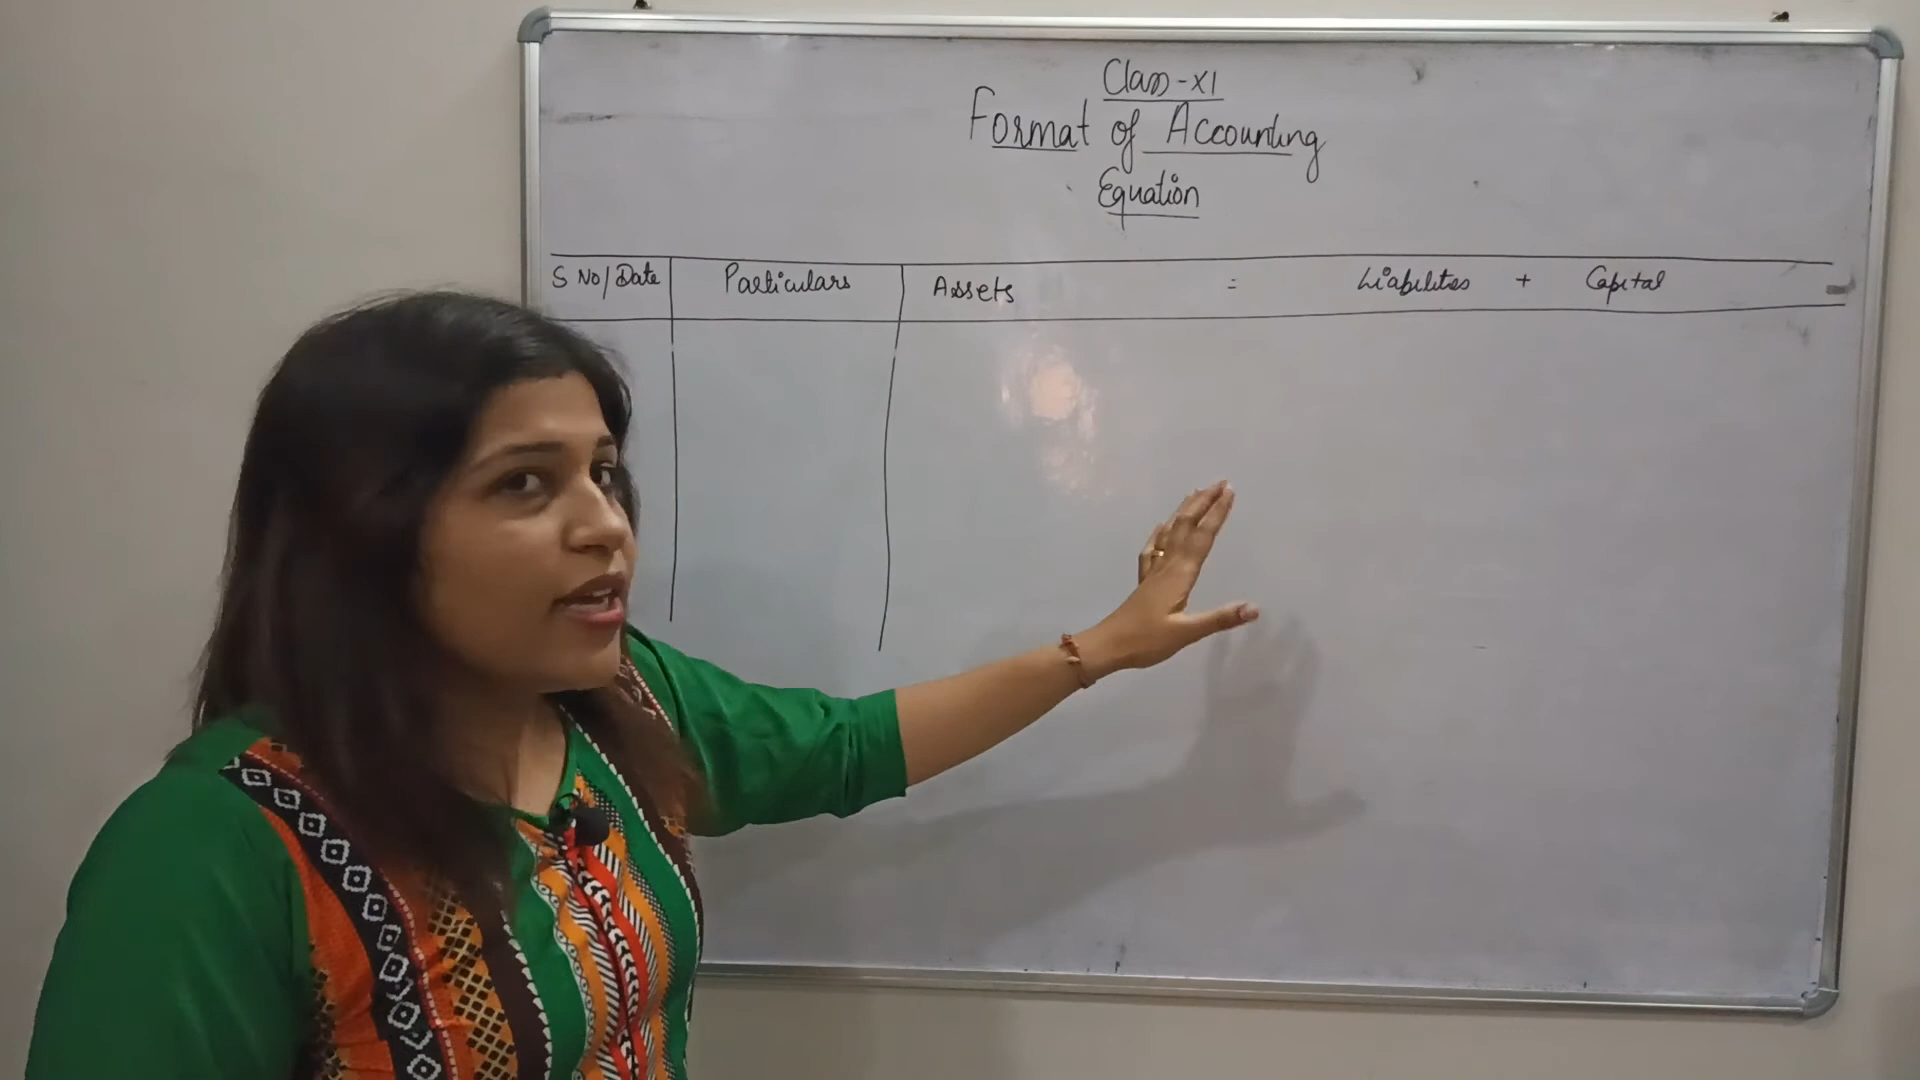 Class-XI
Format of Accounting
Equation
S No/Date Particulars Assets = Liabilities + Capital